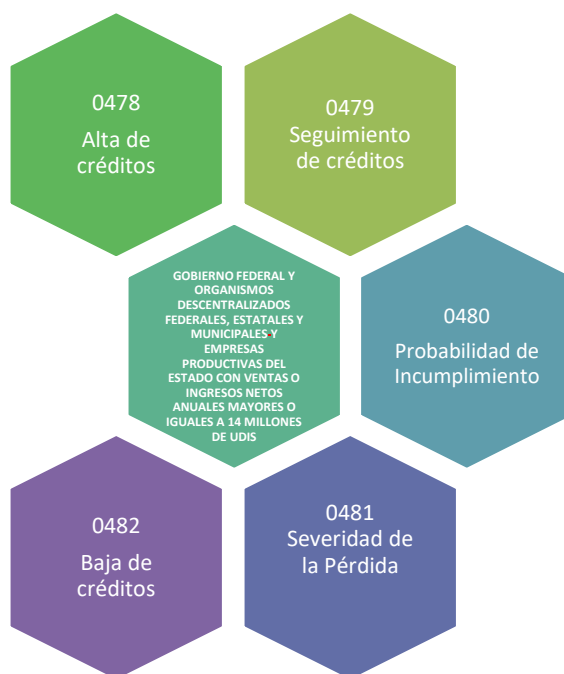 0478
Alta de
créditos
0479
Seguimiento
de créditos
GOBIERNO FEDERAL Y
ORGANISMOS
DESCENTRALIZADOS
FEDERALES, ESTATALES Y
MUNICIPALES-Y
EMPRESAS
PRODUCTIVAS DEL
ESTADO CON VENTAS O
INGRESOS NETOS
ANUALES MAYORES O
IGUALES A 14 MILLONES
DE UDIS
0480
Probabilidad de
Incumplimiento
0482
Baja de
créditos
0481
Severidad de
la Pérdida